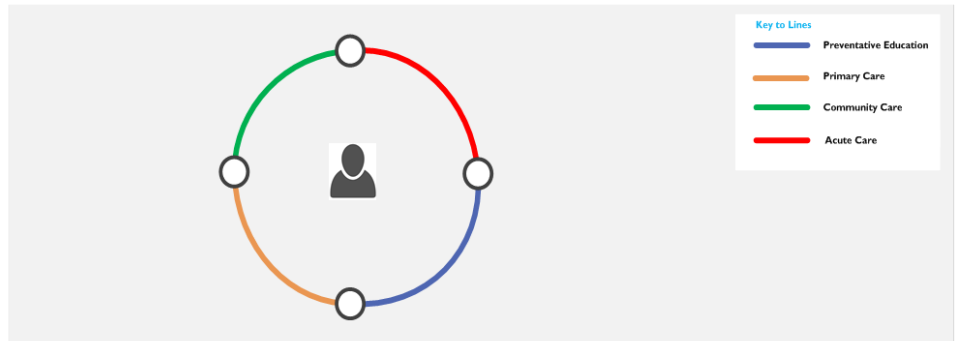 Key to Lines
Preventative Education
Primary Care
Community Care
Acute Care